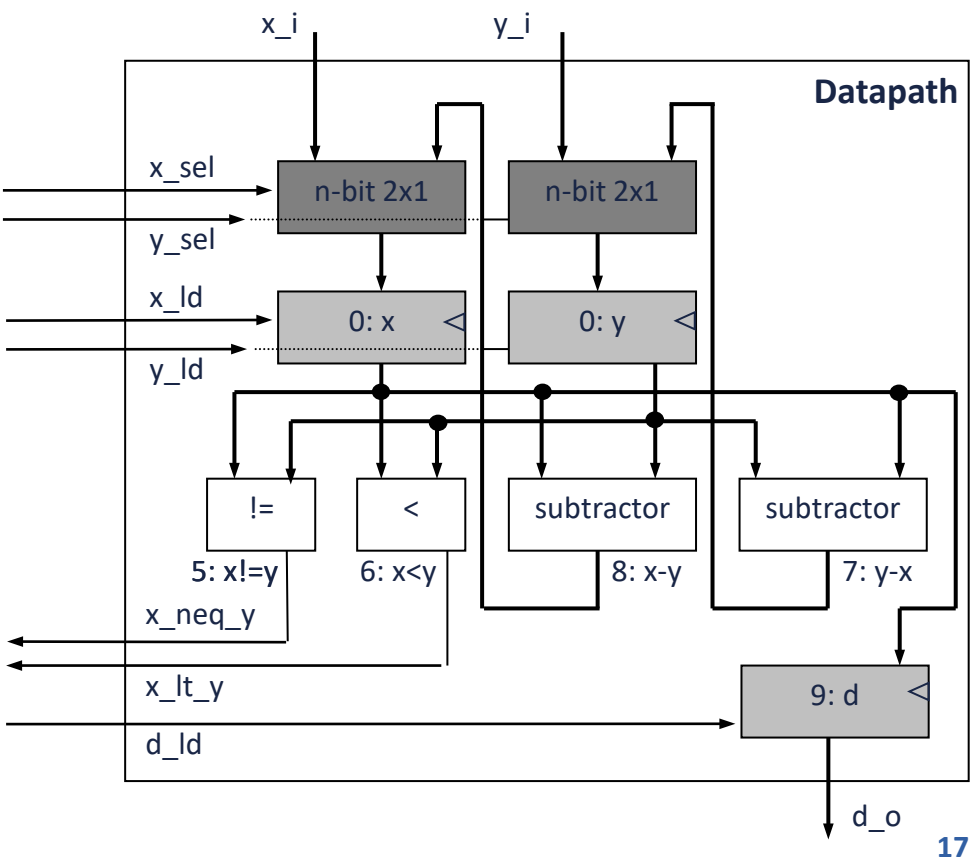 x_i
y_i
Datapath
x_sel
n-bit 2x1
n-bit 2x1
y_sel
x_ld
0: x
0: y
y_ld
!=
<
subtractor
subtractor
5: x!=y
6: x<y
8: x-y
7: y-x
x_neq_y
x_lt_y
9: d
d_ld
d_o
17